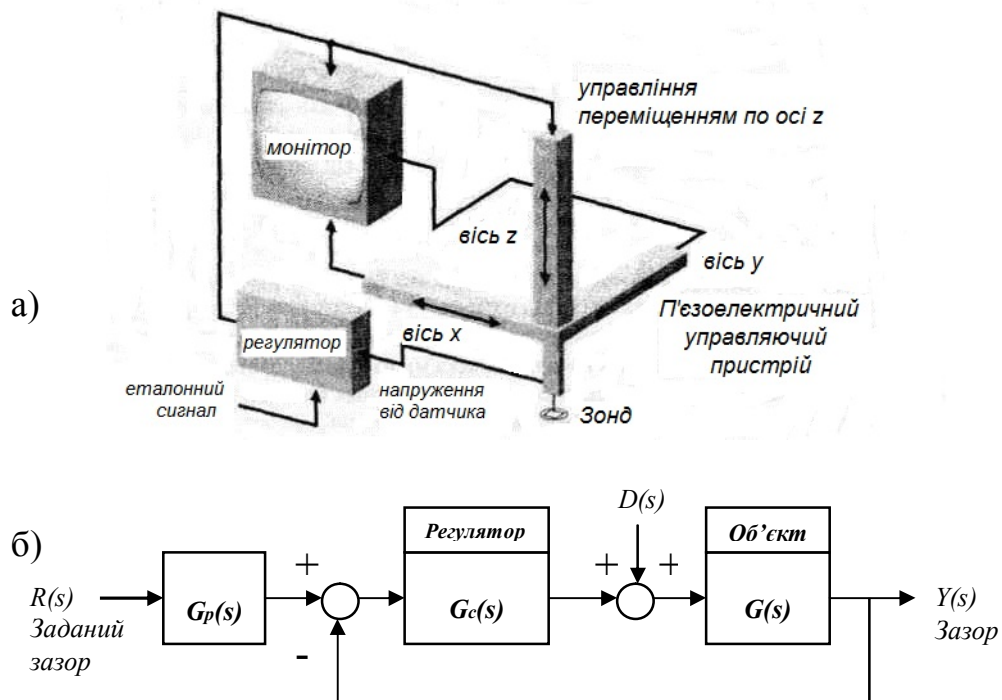 а)
монітор
управління
переміщенням по осі z
вісь z
вісь y
П'єзоелектричний
управляючий
пристрій
вісь x
регулятор
еталонний
сигнал
напруження
від датчика
Зонд
б)
R(s)
Заданий
зазор
Gp(s)
+
-
Регулятор
Gc(s)
D(s)
+
+
Об’єкт
G(s)
Y(s)
Зазор